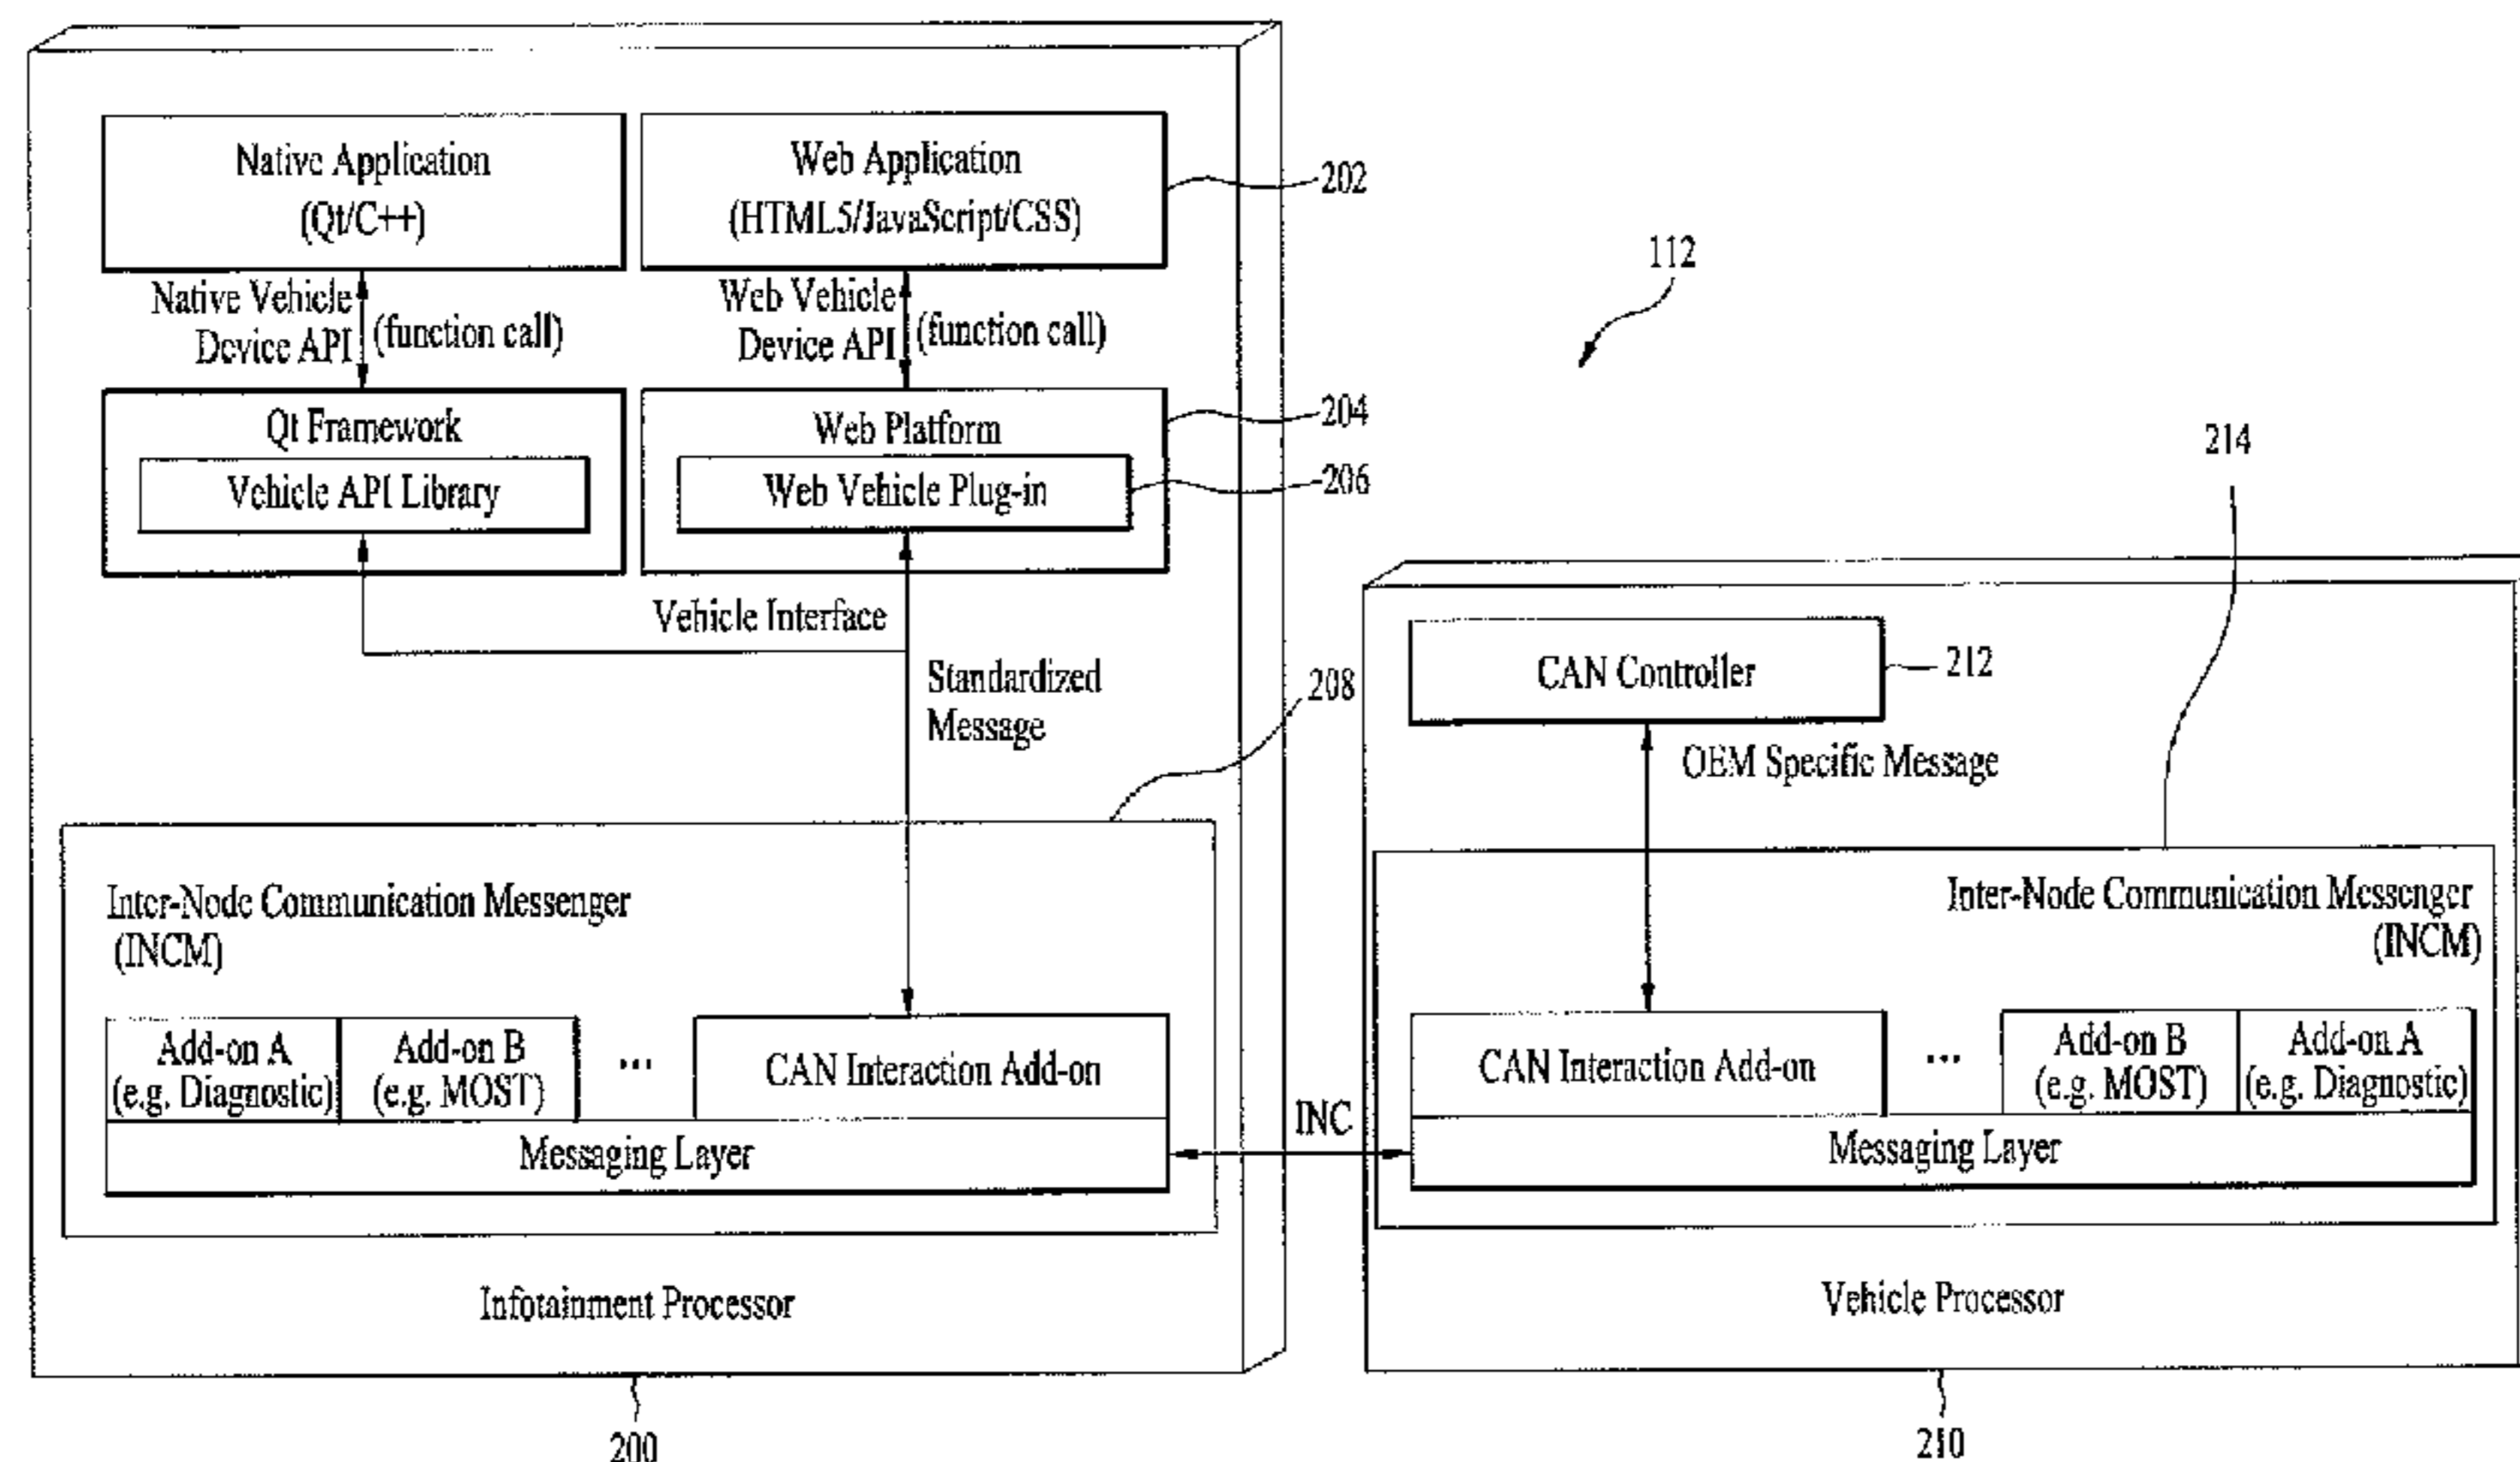 Native Application
(Qt/C++)
Web Application
(HTML5/JavaScript/CSS)
202
112
Native Vehicle
Device API
(function call)
Web Vehicle
Device API
(function call)
Qt Framework
Vehicle API Library
Web Platform
Web Vehicle Plug-in
204
206
214
Vehicle Interface
Standardized
Message
208
CAN Controller
212
OEM Specific Message
Inter-Node Communication Messenger
(INCM)
Inter-Node Communication Messenger
(INCM)
Add-on A
(e.g. Diagnostic)
Add-on B
(e.g. MOST)
...
CAN Interaction Add-on
Messaging Layer
INC
CAN Interaction Add-on
...
Add-on B
(e.g. MOST)
Add-on A
(e.g. Diagnostic)
Messaging Layer
Infotainment Processor
Vehicle Processor
200
210